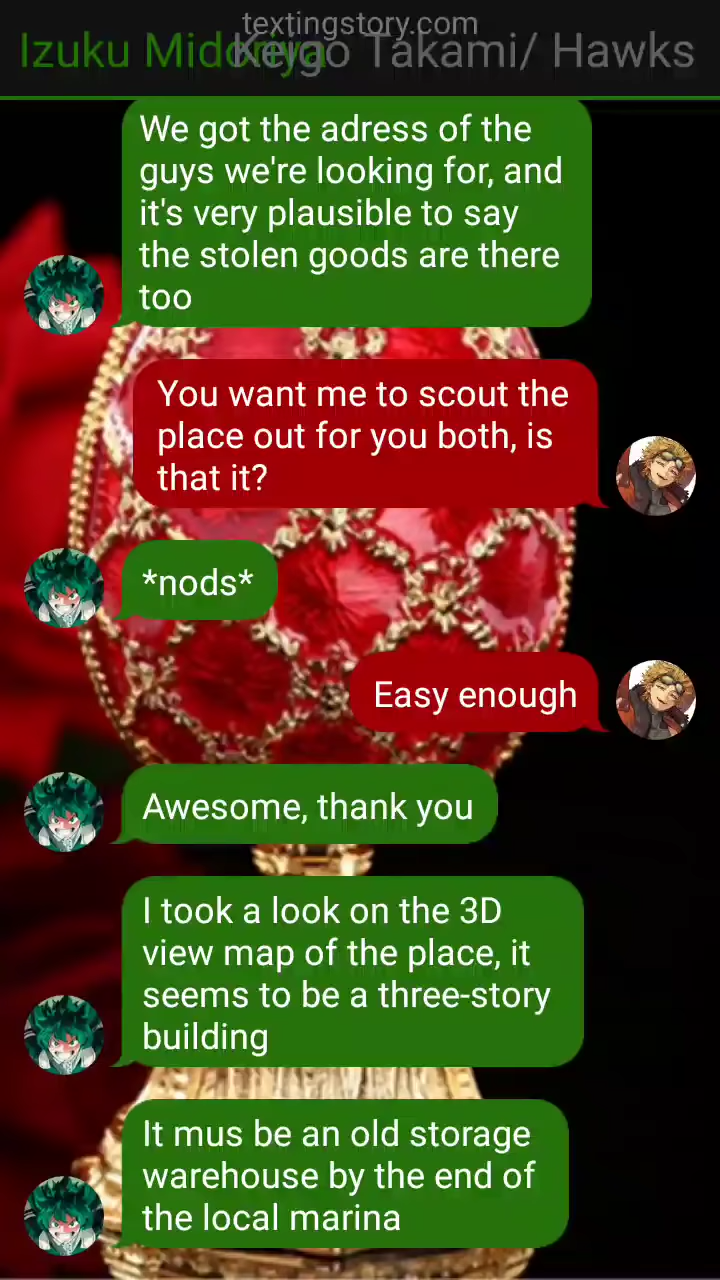 textingstory.com
Izuku Midoriya
Keigo Takami/ Hawks
We got the adress of the
guys we're looking for, and
it's very plausible to say
the stolen goods are there
too
You want me to scout the
place out for you both, is
that it?
*nods*
Easy enough
Awesome, thank you
I took a look on the 3D
view map of the place, it
seems to be a three-story
building
It mus be an old storage
warehouse by the end of
the local marina